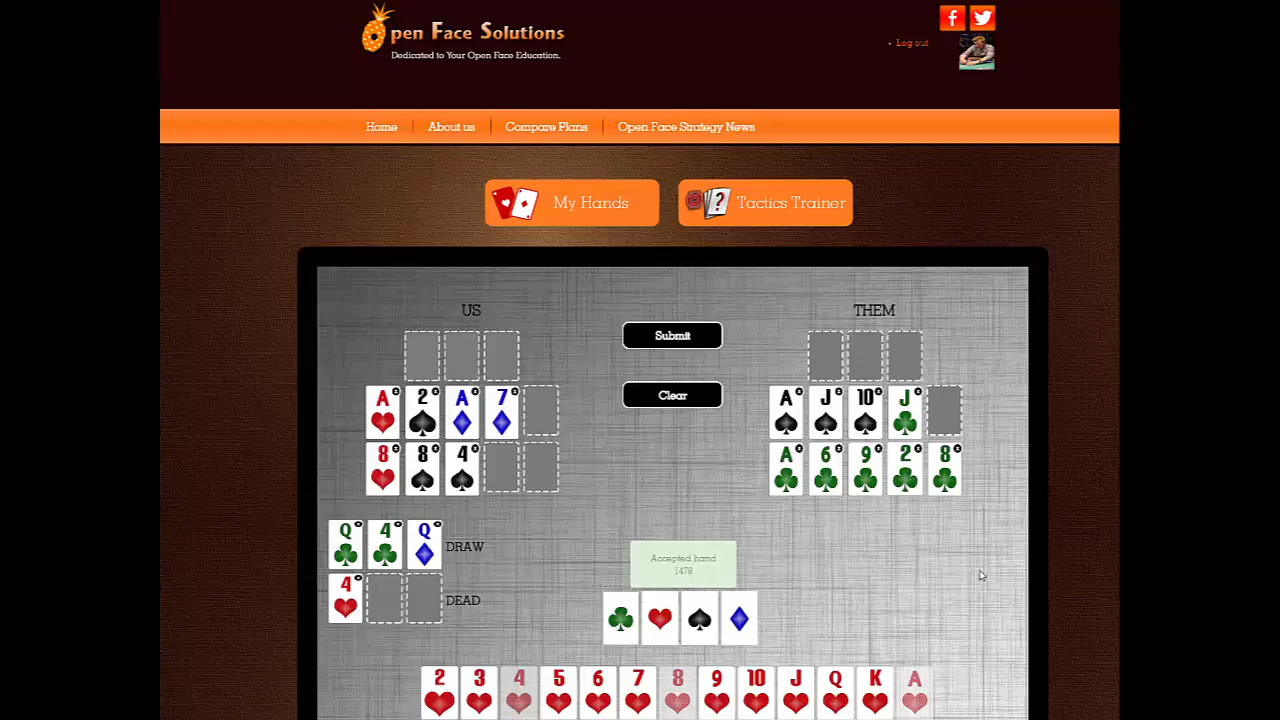 Open Face Solutions
Dedicated to Your Open Face Education.
Log out
Home
About us
Compare Plans
Open Face Strategy News
My Hands
? Tactics Trainer
US
THEM
Submit
Clear
A 2 A 7
A J 10 J
8 8 4
A 6 9 2 8
Q 4 Q DRAW
4 DEAD
Accepted hand
1478
2 3 4 5 6 7 8 9 10 J Q K A